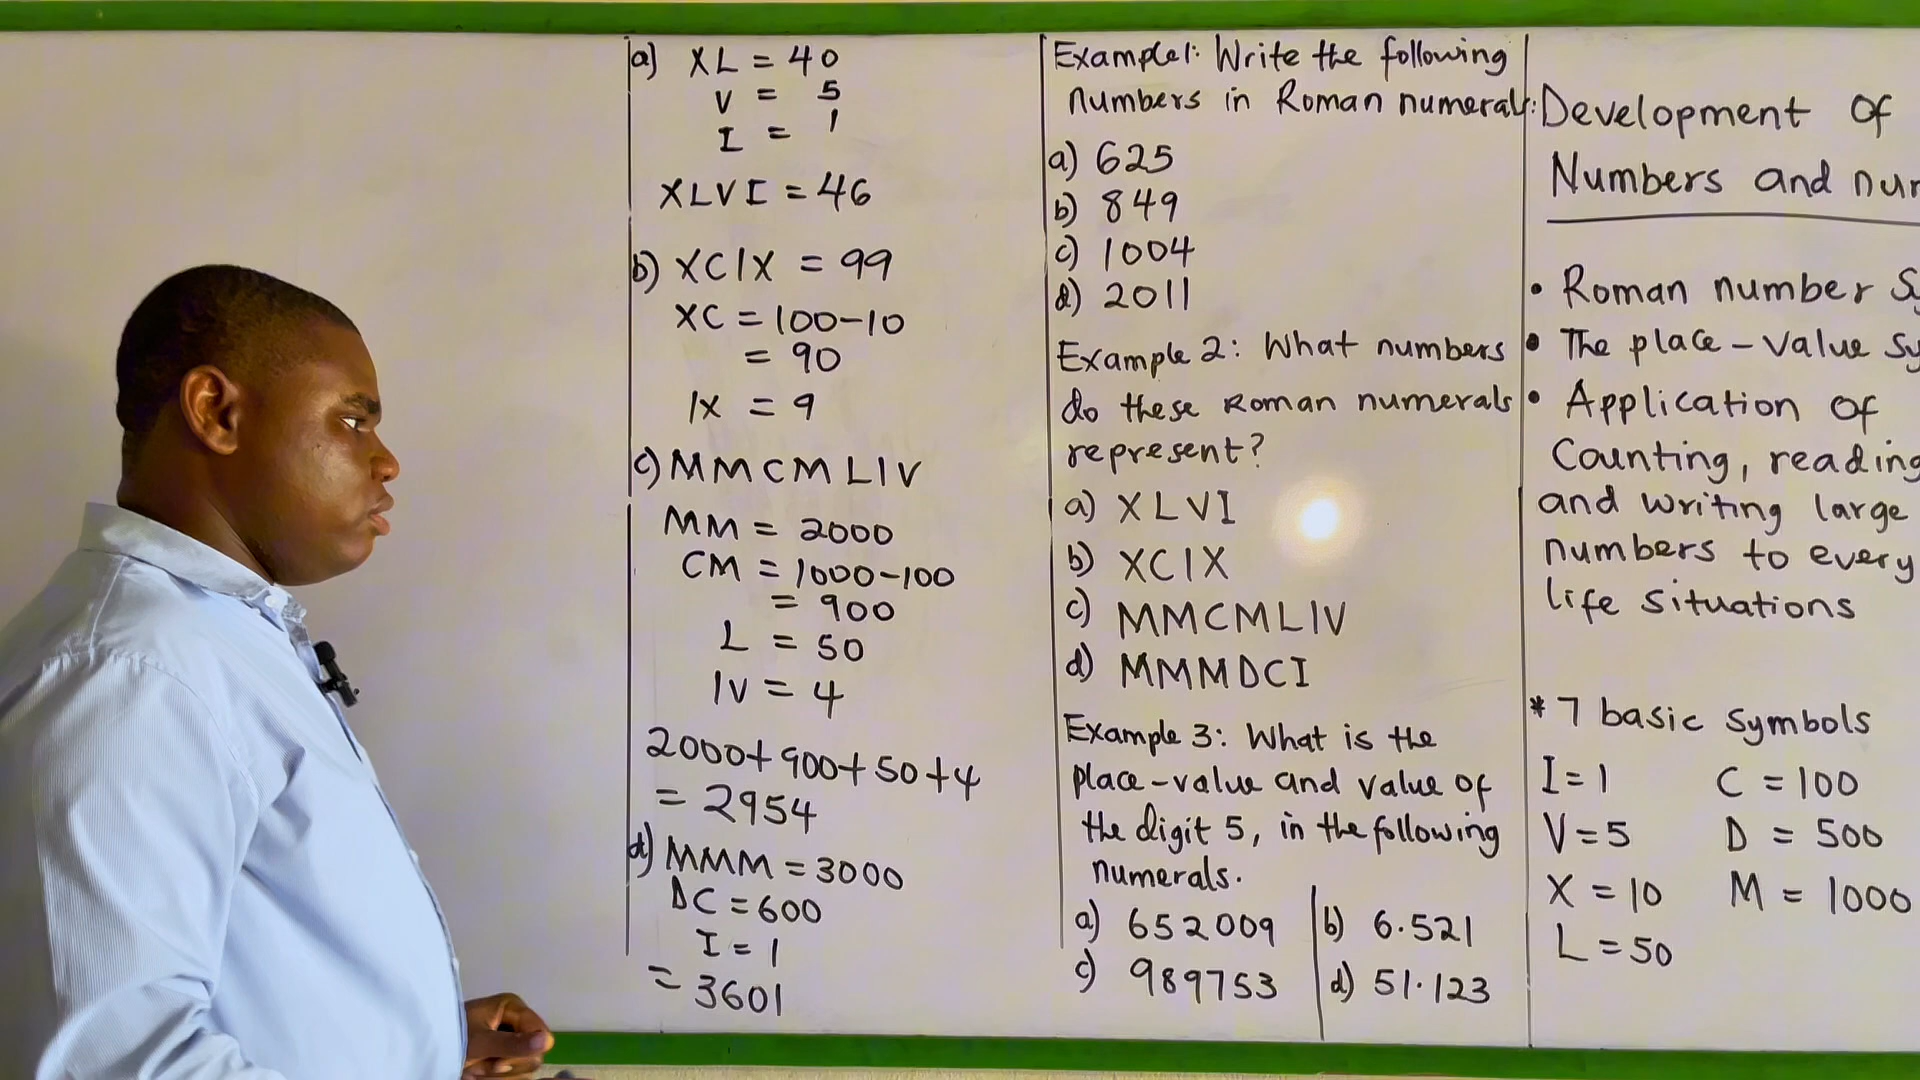 a) XL = 40
V = 5
I = 1
XLVI = 46
b) XCIX = 99
XC = 100-10
= 90
IX = 9
c) MMCMLIV
MM = 2000
CM = 1000-100
= 900
L = 50
IV = 4
2000+900+50+4
= 2954
d) MMM = 3000
DC = 600
I = 1
= 3601
Example1: Write the following
numbers in Roman numerals:
a) 625
b) 849
c) 1004
d) 2011
Example 2: What numbers
do these Roman numerals
represent?
a) XLVI
b) XCIX
c) MMCMLIV
d) MMMDCI
Example 3: What is the
place-value and value of
the digit 5, in the following
numerals.
a) 652009 b) 6.521
c) 989753 d) 51.123
Development Of
Numbers and
• Roman number
• The place-value
• Application of
Counting, reading
and writing large
numbers to every
life situations
* 7 basic symbols
I = 1 C = 100
V = 5 D = 500
X = 10 M = 1000
L = 50